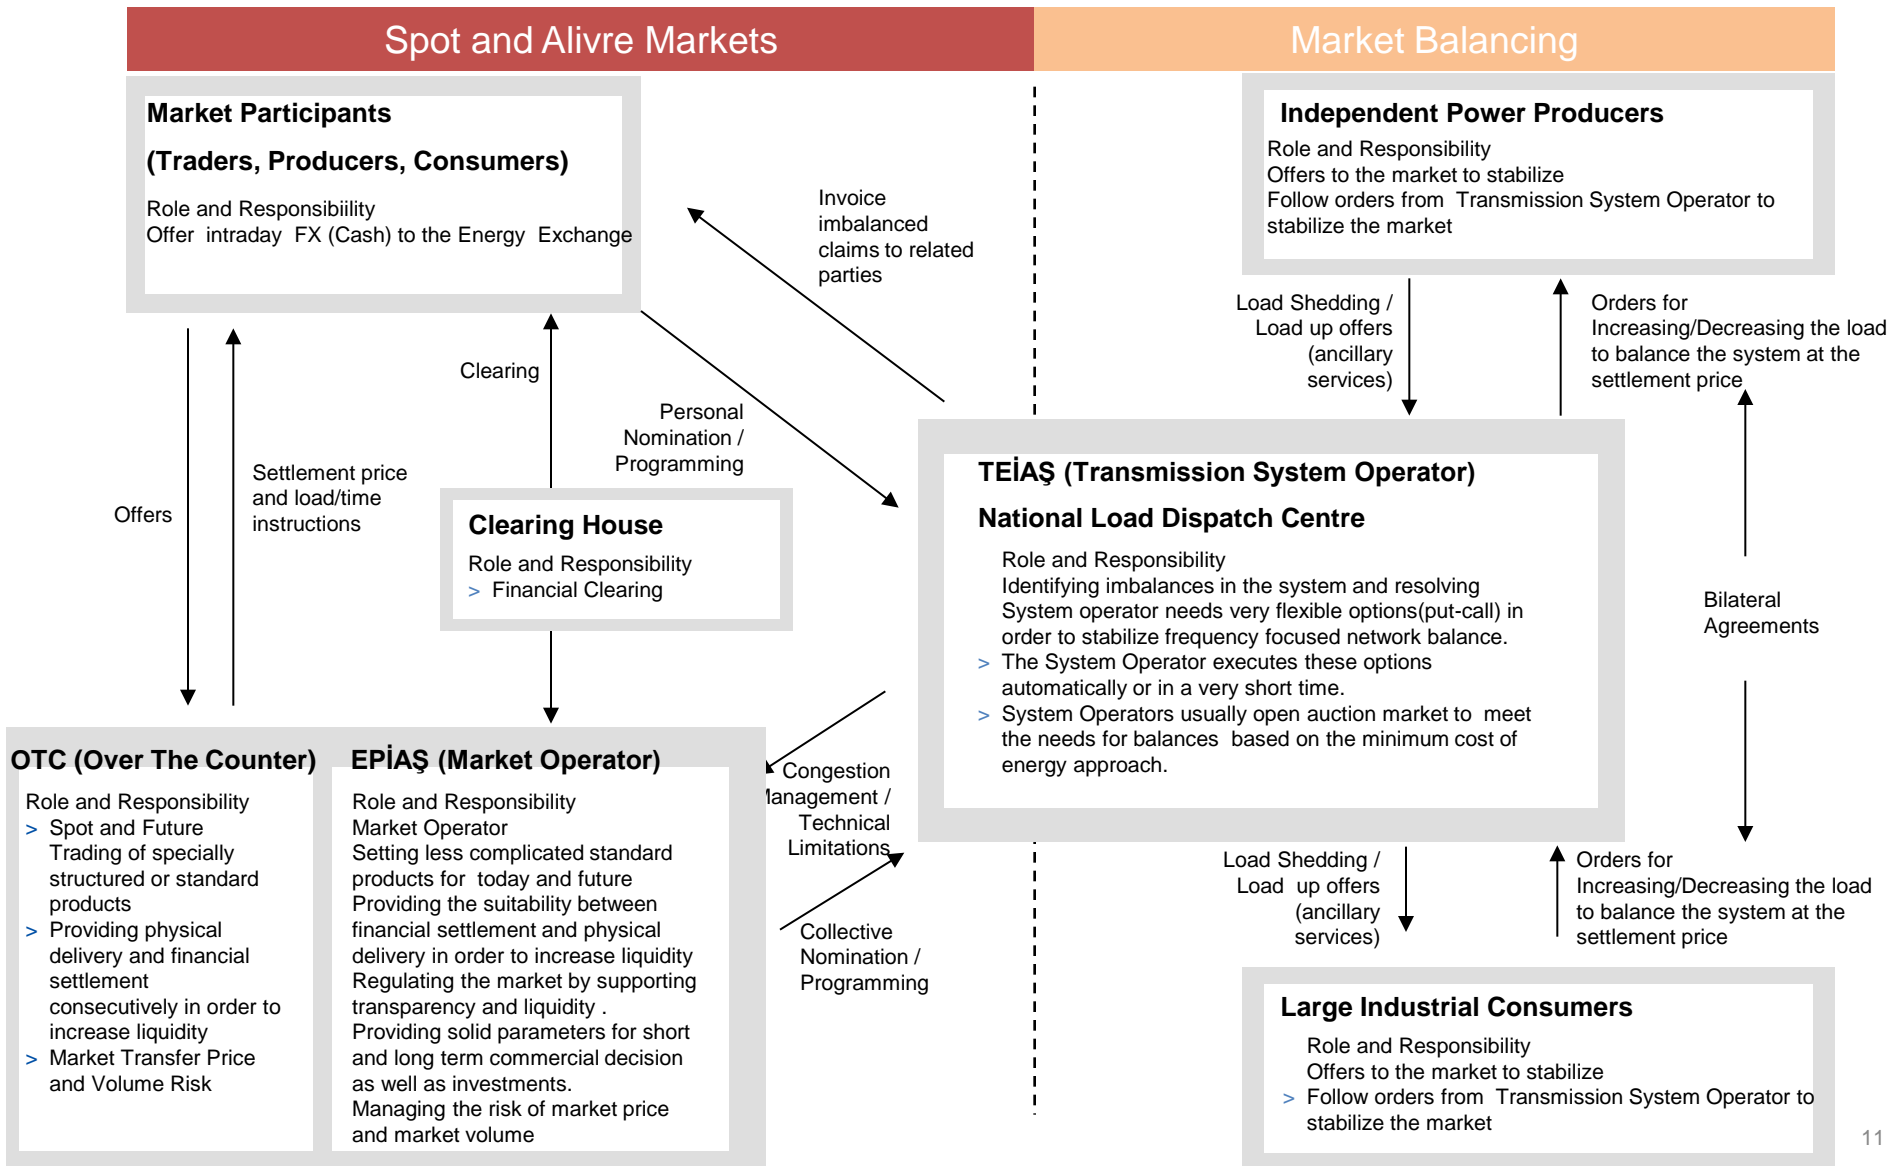 Spot and Alivre Markets
Market Balancing
Market Participants
(Traders, Producers, Consumers)
Role and Responsibiility
Offer intraday FX (Cash) to the Energy Exchange
Independent Power Producers
Role and Responsibility
Offers to the market to stabilize
Follow orders from Transmission System Operator to
stabilize the market
Invoice
imbalanced
claims to related
parties
Load Shedding /
Load up offers
(ancillary
services)
Orders for
Increasing/Decreasing the load
to balance the system at the
settlement price
Clearing
Personal
Nomination /
Programming
Offers
Settlement price
and load/time
instructions
Clearing House
Role and Responsibility
> Financial Clearing
TEİAŞ (Transmission System Operator)
National Load Dispatch Centre
Role and Responsibility
Identifying imbalances in the system and resolving
System operator needs very flexible options(put-call) in
order to stabilize frequency focused network balance.
> The System Operator executes these options
automatically or in a very short time.
> System Operators usually open auction market to meet
the needs for balances based on the minimum cost of
energy approach.
Bilateral
Agreements
OTC (Over The Counter)
Role and Responsibility
> Spot and Future
Trading of specially
structured or standard
products
> Providing physical
delivery and financial
settlement
consecutively in order to
increase liquidity
> Market Transfer Price
and Volume Risk
EPİAŞ (Market Operator)
Role and Responsibility
Market Operator
Setting less complicated standard
products for today and future
Providing the suitability between
financial settlement and physical
delivery in order to increase liquidity
Regulating the market by supporting
transparency and liquidity .
Providing solid parameters for short
and long term commercial decision
as well as investments.
Managing the risk of market price
and market volume
Congestion
Management /
Technical
Limitations
Collective
Nomination /
Programming
Load Shedding /
Load up offers
(ancillary
services)
Orders for
Increasing/Decreasing the load
to balance the system at the
settlement price
Large Industrial Consumers
Role and Responsibility
Offers to the market to stabilize
> Follow orders from Transmission System Operator to
stabilize the market
11